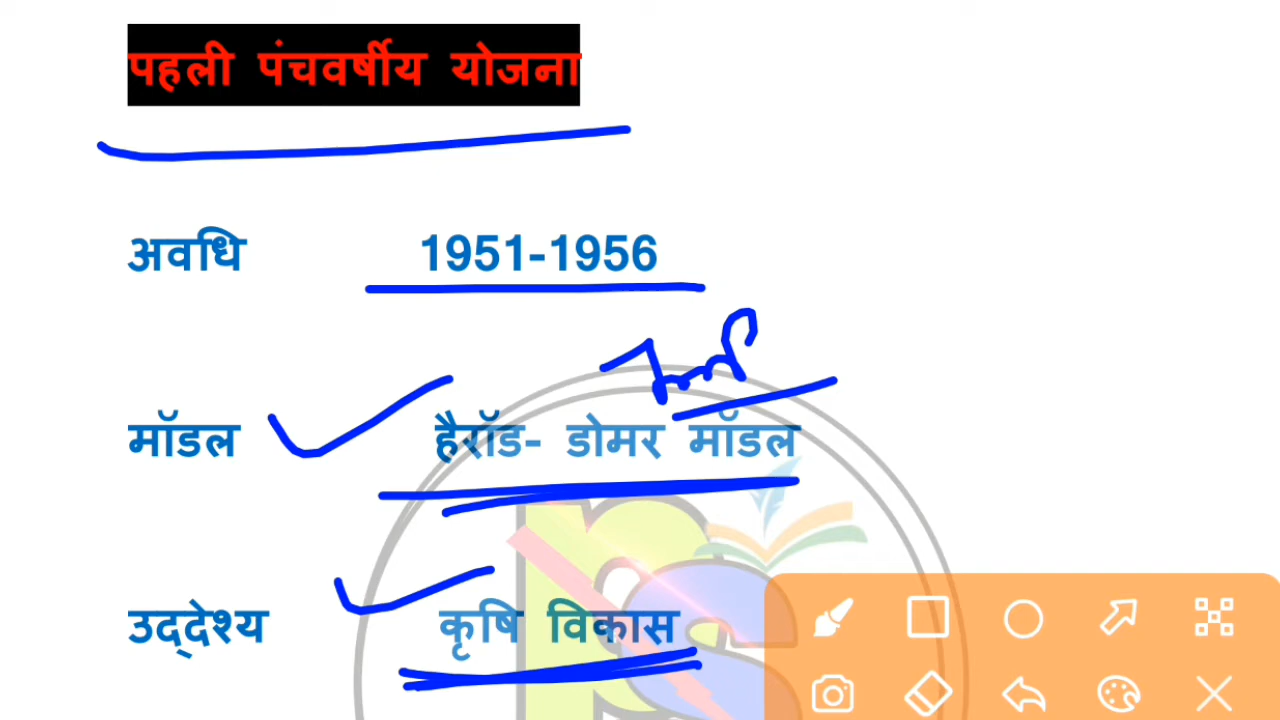 पहली पंचवर्षीय योजना
अवधि 1951-1956
मॉडल हैरॉड- डोमर मॉडल
उद्देश्य कृषि विकास